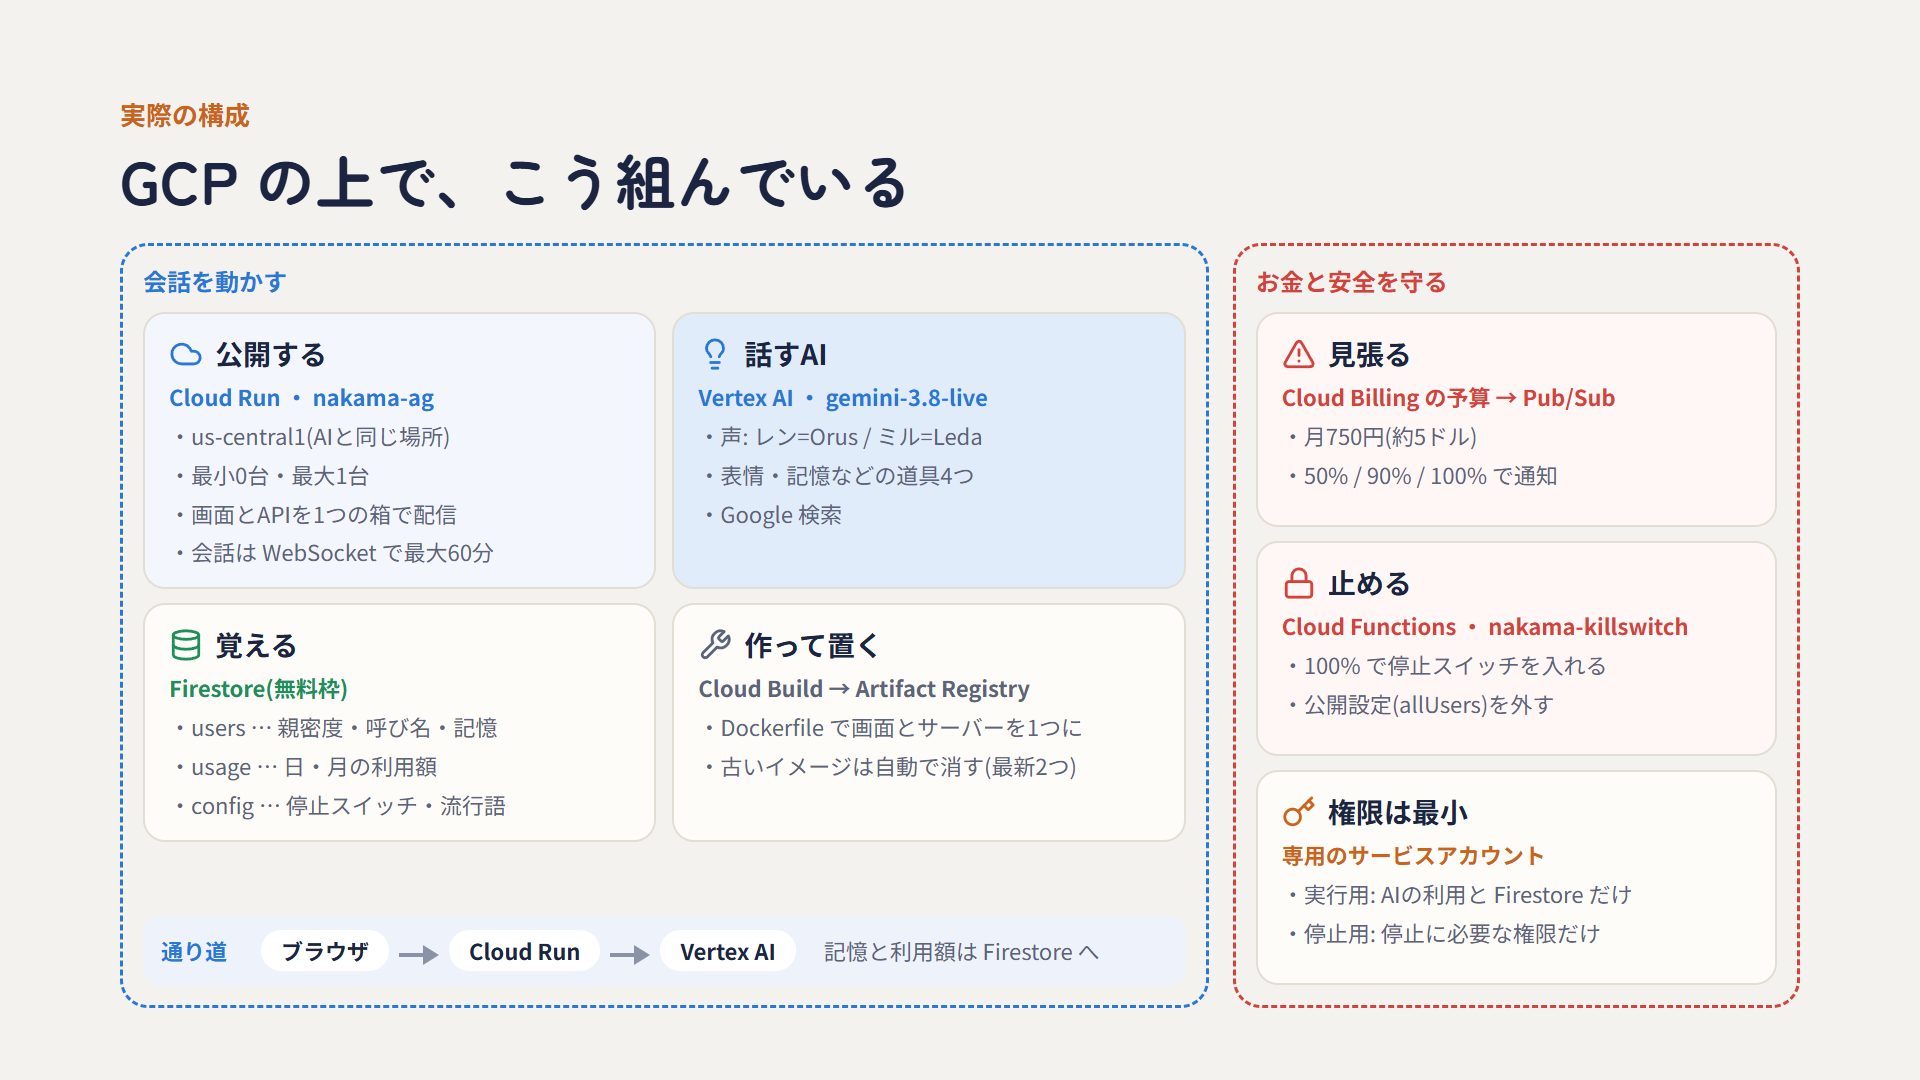 実際の構成
GCP の上で、こう組んでいる
会話を動かす
公開する
Cloud Run ・ nakama-ag
・us-central1(AIと同じ場所)
・最小0台・最大1台
・画面とAPIを1つの箱で配信
・会話は WebSocket で最大60分
話すAI
Vertex AI ・ gemini-3.8-live
・声: レン=Orus / ミル=Leda
・表情・記憶などの道具4つ
・Google 検索
覚える
Firestore(無料枠)
・users … 親密度・呼び名・記憶
・usage … 日・月の利用額
・config … 停止スイッチ・流行語
作って置く
Cloud Build → Artifact Registry
・Dockerfile で画面とサーバーを1つに
・古いイメージは自動で消す(最新2つ)
通り道 ブラウザ → Cloud Run → Vertex AI 記憶と利用額は Firestore へ
お金と安全を守る
見張る
Cloud Billing の予算 → Pub/Sub
・月750円(約5ドル)
・50% / 90% / 100% で通知
止める
Cloud Functions ・ nakama-killswitch
・100% で停止スイッチを入れる
・公開設定(allUsers)を外す
権限は最小
専用のサービスアカウント
・実行用: AIの利用と Firestore だけ
・停止用: 停止に必要な権限だけ